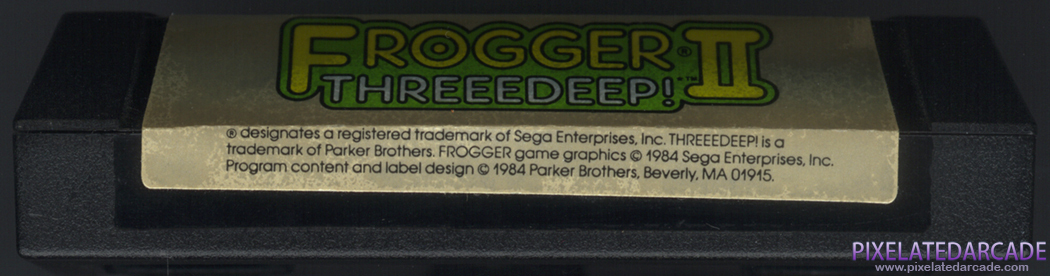 FROGGER® II
THREEEDEEP!™
® designates a registered trademark of Sega Enterprises, Inc. THREEEDEEP! is a
trademark of Parker Brothers. FROGGER game graphics © 1984 Sega Enterprises, Inc.
Program content and label design © 1984 Parker Brothers, Beverly, MA 01915.
PIXELATEDARCADE
www.pixelatedarcade.com